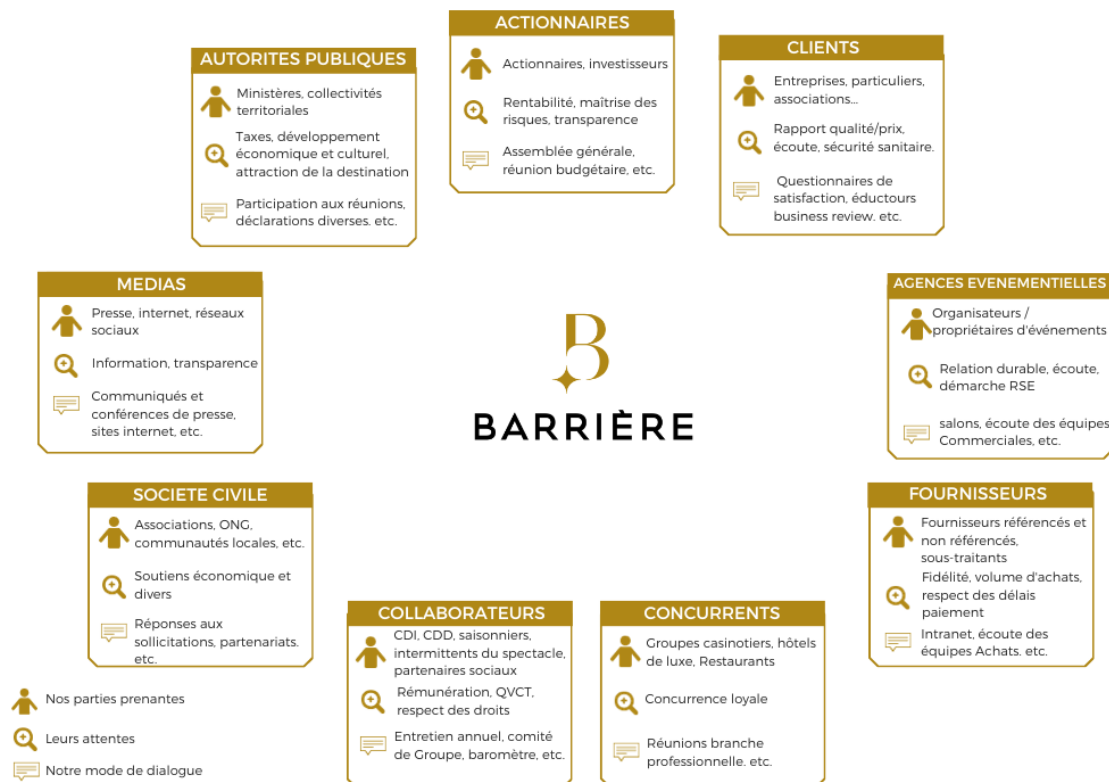 ACTIONNAIRES
Actionnaires, investisseurs
Rentabilité, maîtrise des
risques, transparence
Assemblée générale,
réunion budgétaire, etc.
AUTORITES PUBLIQUES
Ministères, collectivités
territoriales
Taxes, développement
économique et culturel,
attraction de la destination
Participation aux réunions,
déclarations diverses. etc.
CLIENTS
Entreprises, particuliers,
associations...
Rapport qualité/prix,
écoute, sécurité sanitaire.
Questionnaires de
satisfaction, éductours
business review. etc.
MEDIAS
Presse, internet, réseaux
sociaux
Information, transparence
Communiqués et
conférences de presse,
sites internet, etc.
B
BARRIÈRE
AGENCES EVENEMENTIELLES
Organisateurs /
propriétaires d'événements
Relation durable, écoute,
démarche RSE
salons, écoute des équipes
Commerciales, etc.
SOCIETE CIVILE
Associations, ONG,
communautés locales, etc.
Soutiens économique et
divers
Réponses aux
sollicitations, partenariats.
etc.
FOURNISSEURS
Fournisseurs référencés et
non référencés,
sous-traitants
Fidélité, volume d'achats,
respect des délais
paiement
Intranet, écoute des
équipes Achats. etc.
COLLABORATEURS
CDI, CDD, saisonniers,
intermittents du spectacle,
partenaires sociaux
Rémunération, QVCT,
respect des droits
Entretien annuel, comité
de Groupe, baromètre, etc.
CONCURRENTS
Groupes casinotiers, hôtels
de luxe, Restaurants
Concurrence loyale
Réunions branche
professionnelle. etc.
Nos parties prenantes
Leurs attentes
Notre mode de dialogue